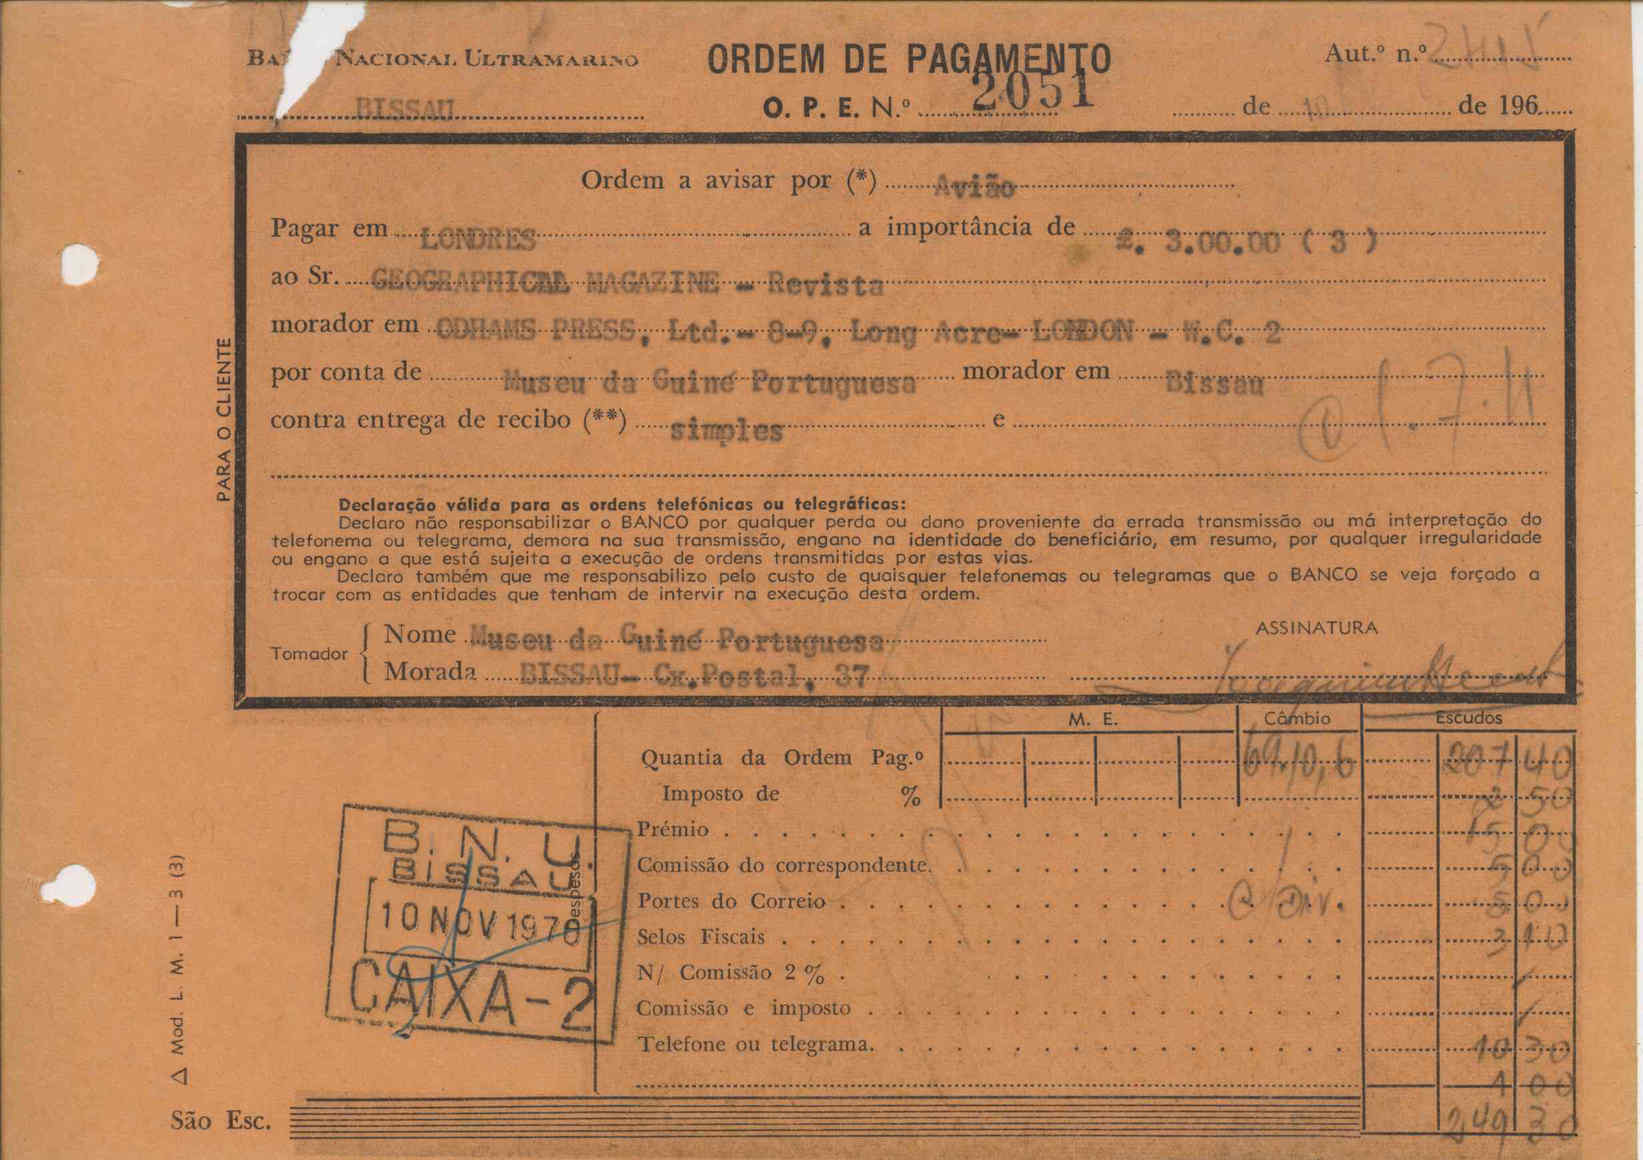 NACIONAL ULTRAMARINO
BISSAU
ORDEM DE PAGAMENTO
O. P. E. N.º 2051
Aut.º n.º
de 10 de 196
Ordem a avisar por (*) Avião
Pagar em LONDRES a importância de £. 3.00.00 ( 3 )
ao Sr. GEOGRAPHICAL MAGAZINE - Revista
morador em ODHAMS PRESS, Ltd.- 8-9, Long Acre- LONDON - W.C. 2
por conta de Museu da Guiné Portuguesa morador em Bissau
contra entrega de recibo (**) simples e
PARA O CLIENTE
Declaração válida para as ordens telefónicas ou telegráficas:
Declaro não responsabilizar o BANCO por qualquer perda ou dano proveniente da errada transmissão ou má interpretação do
telefonema ou telegrama, demora na sua transmissão, engano na identidade do beneficiário, em resumo, por qualquer irregularidade
ou engano a que está sujeita a execução de ordens transmitidas por estas vias.
Declaro também que me responsabilizo pelo custo de quaisquer telefonemas ou telegramas que o BANCO se veja forçado a
trocar com as entidades que tenham de intervir na execução desta ordem.
Tomador
Nome Museu da Guiné Portuguesa
Morada BISSAU- Cx.Postal, 37
ASSINATURA
M. E. Câmbio Escudos
Quantia da Ordem Pag.º 69.10,6 207 40
Imposto de % 2 50
Prémio 15 00
Comissão do correspondente. 5 00
Portes do Correio 5 00
Selos Fiscais 3 10
N/ Comissão 2 %
Comissão e imposto
Telefone ou telegrama. 10 30
1 00
São Esc. 249 30
Despesas
B. N. U.
BISSAU
10 NOV 1970
CAIXA-2
Δ Mod. L. M. 1 — 3 (3)